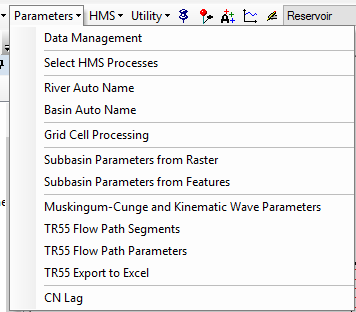 Parameters HMS Utility Reservoir
Data Management
Select HMS Processes
River Auto Name
Basin Auto Name
Grid Cell Processing
Subbasin Parameters from Raster
Subbasin Parameters from Features
Muskingum-Cunge and Kinematic Wave Parameters
TR55 Flow Path Segments
TR55 Flow Path Parameters
TR55 Export to Excel
CN Lag